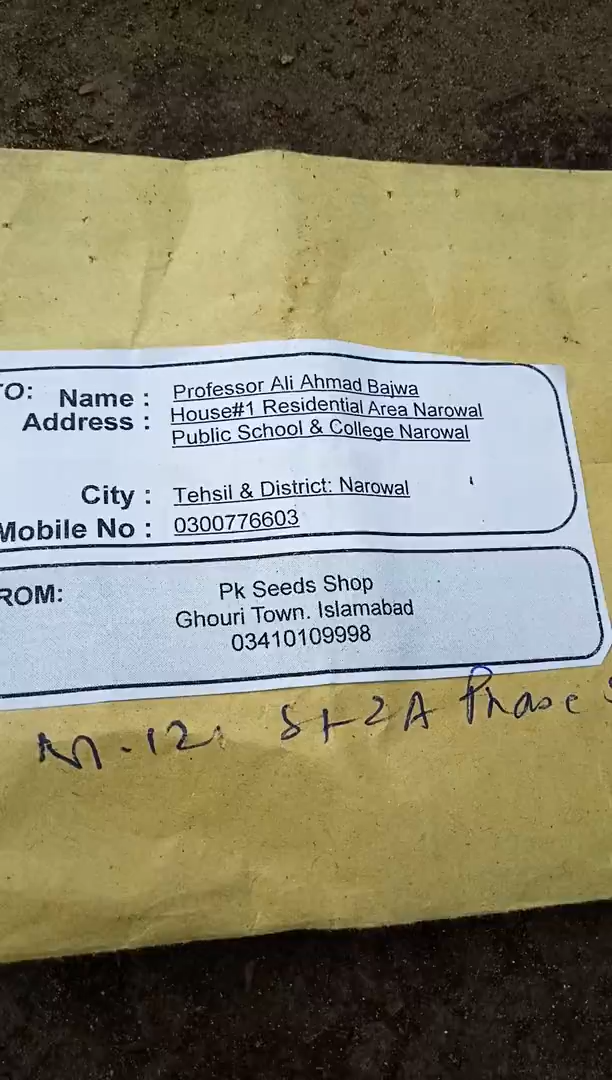 TO: Name : Professor Ali Ahmad Bajwa
Address : House#1 Residential Area Narowal
Public School & College Narowal
City : Tehsil & District: Narowal
Mobile No : 0300776603
ROM: Pk Seeds Shop
Ghouri Town. Islamabad
03410109998
St 2A Phase